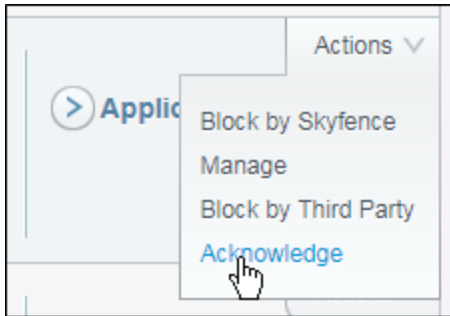 Actions
Applic
Block by Skyfence
Manage
Block by Third Party
Acknowledge